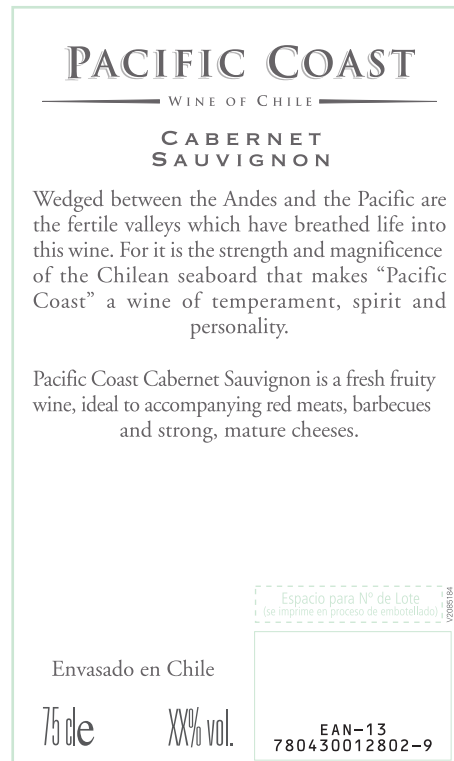 PACIFIC COAST
WINE OF CHILE
CABERNET
SAUVIGNON
Wedged between the Andes and the Pacific are
the fertile valleys which have breathed life into
this wine. For it is the strength and magnificence
of the Chilean seaboard that makes “Pacific
Coast” a wine of temperament, spirit and
personality.
Pacific Coast Cabernet Sauvignon is a fresh fruity
wine, ideal to accompanying red meats, barbecues
and strong, mature cheeses.
Espacio para Nº de Lote
(se imprime en proceso de embotellado)
V2085184
Envasado en Chile
75 cl e
XX% vol.
EAN-13
780430012802-9